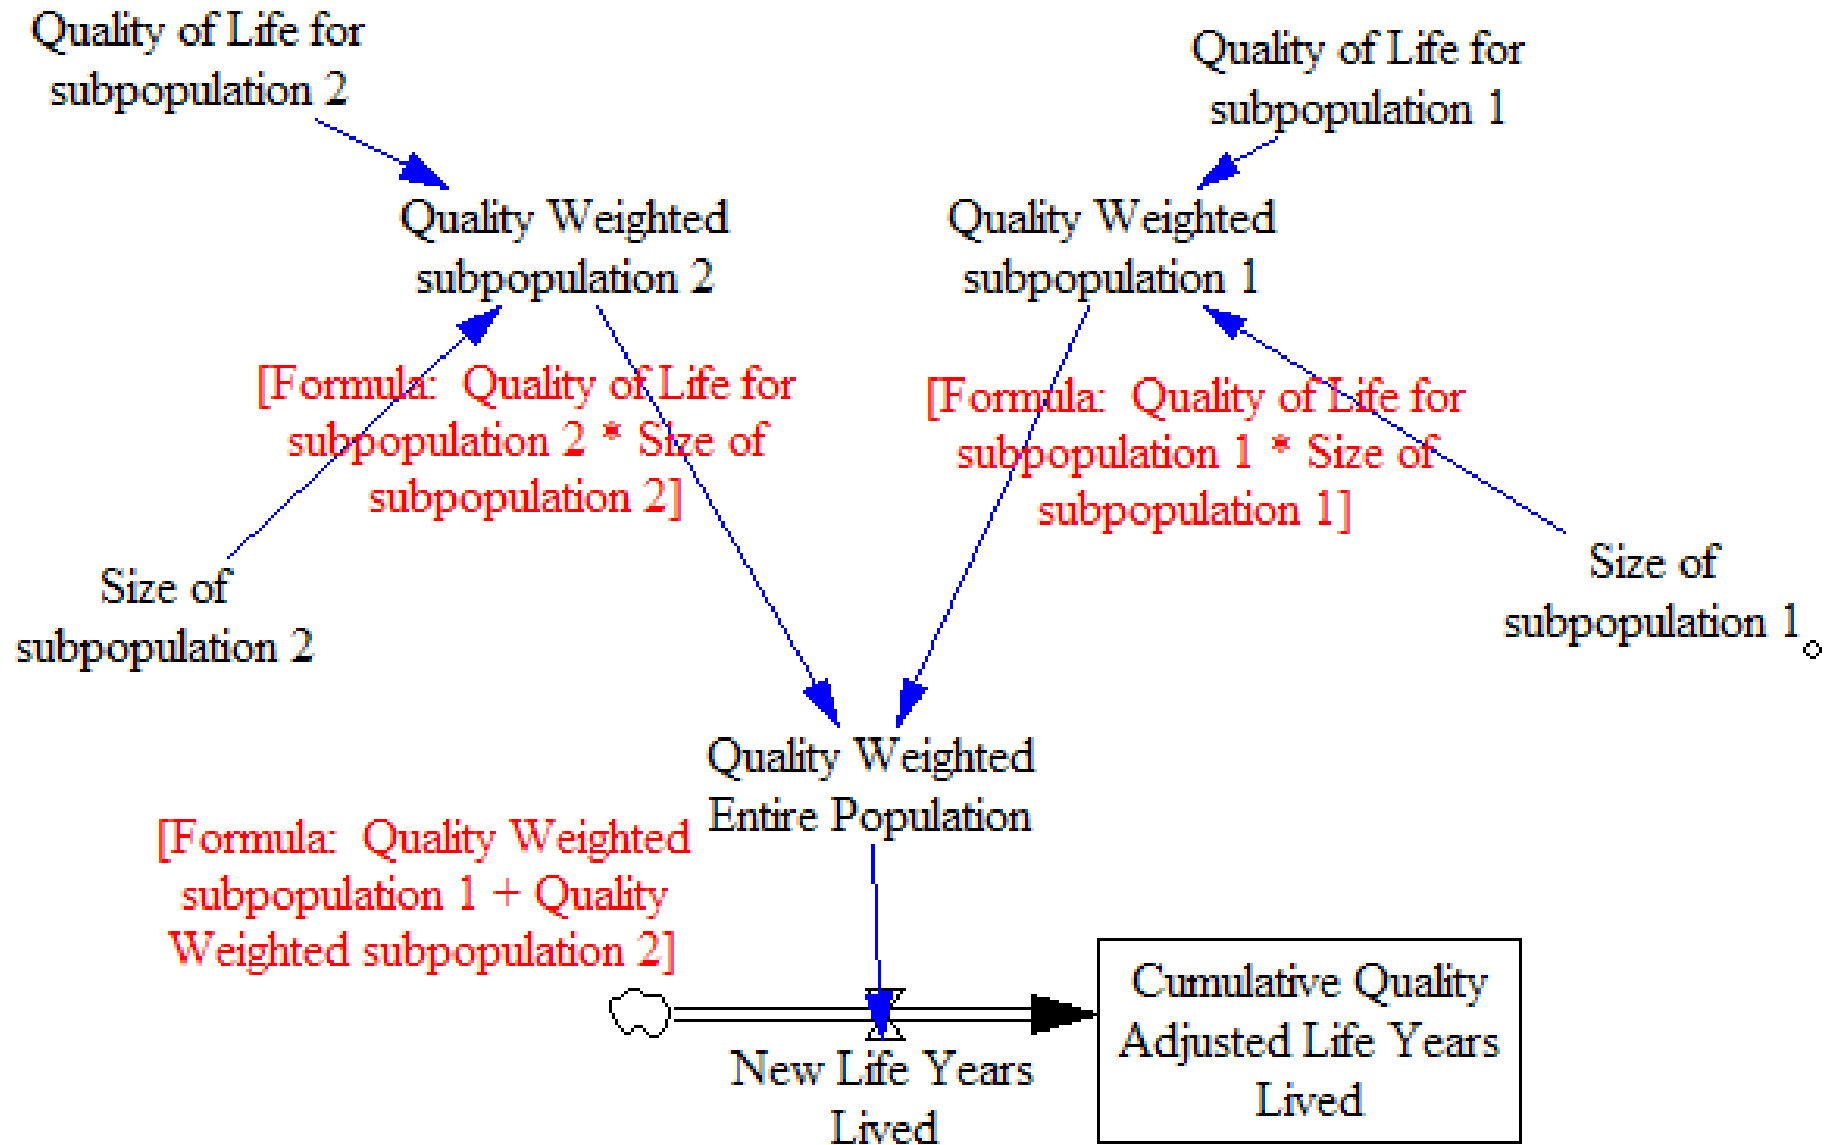 Quality of Life for
subpopulation 2
Quality of Life for
subpopulation 1
Quality Weighted
subpopulation 2
Quality Weighted
subpopulation 1
[Formula:  Quality of Life for
subpopulation 2 * Size of
subpopulation 2]
[Formula:  Quality of Life for
subpopulation 1 * Size of
subpopulation 1]
Size of
subpopulation 2
Size of
subpopulation 1
Quality Weighted
Entire Population
[Formula:  Quality Weighted
subpopulation 1 + Quality
Weighted subpopulation 2]
New Life Years
Lived
Cumulative Quality
Adjusted Life Years
Lived